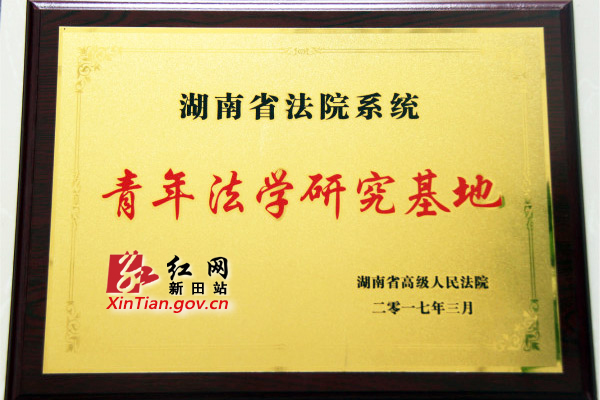 湖南省法院系统
青年法学研究基地
红网
新田站
XinTian.gov.cn
湖南省高级人民法院
二零一七年三月